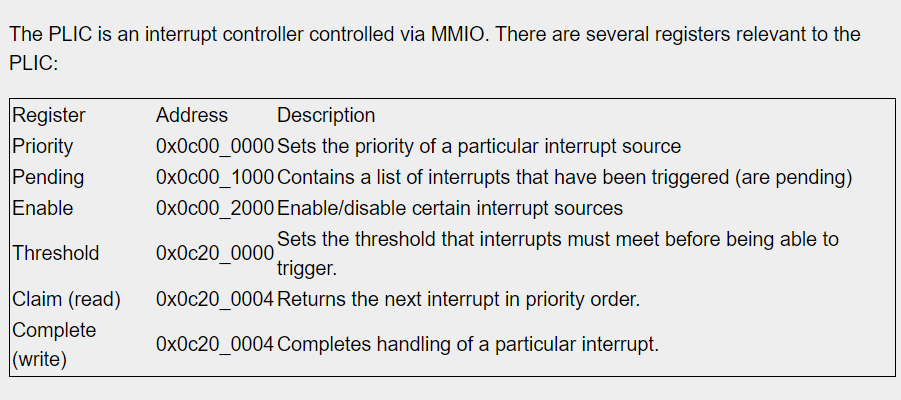 The PLIC is an interrupt controller controlled via MMIO. There are several registers relevant to the
PLIC:
Register Address Description
Priority 0x0c00_0000 Sets the priority of a particular interrupt source
Pending 0x0c00_1000 Contains a list of interrupts that have been triggered (are pending)
Enable 0x0c00_2000 Enable/disable certain interrupt sources
Threshold 0x0c20_0000 Sets the threshold that interrupts must meet before being able to
trigger.
Claim (read) 0x0c20_0004 Returns the next interrupt in priority order.
Complete
(write) 0x0c20_0004 Completes handling of a particular interrupt.